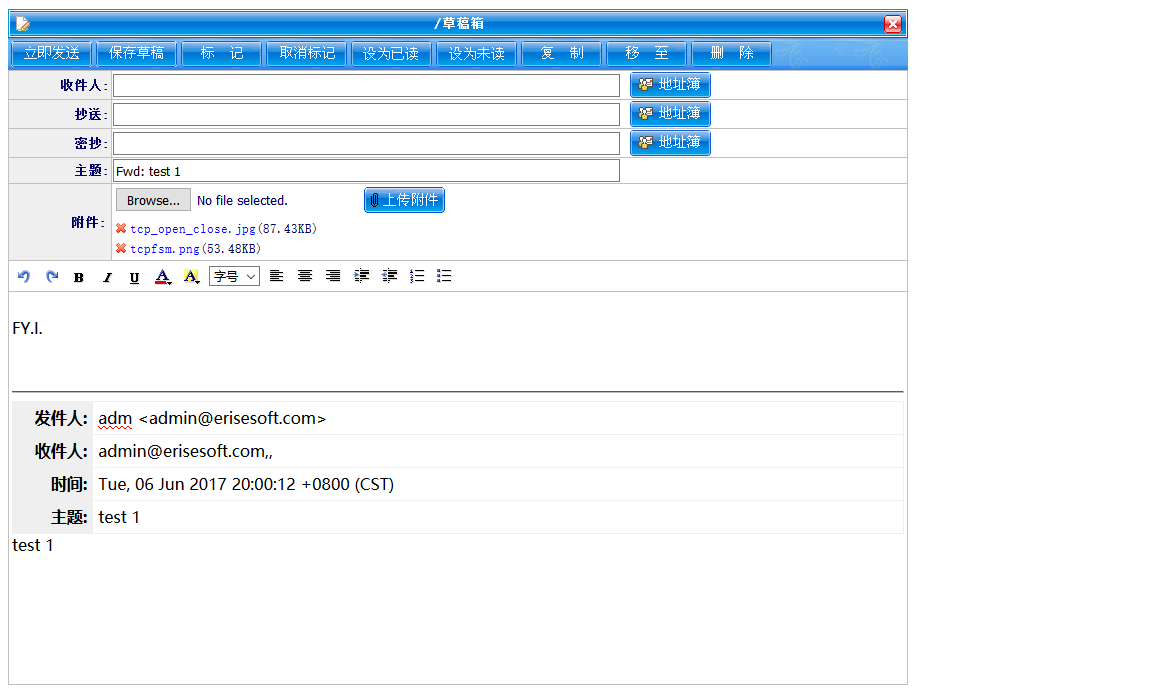 /草稿箱
立即发送 保存草稿 标 记 取消标记 设为已读 设为未读 复 制 移 至 删 除
收件人: 地址簿
抄送: 地址簿
密抄: 地址簿
主题: Fwd: test 1
附件: Browse... No file selected. 上传附件
tcp_open_close.jpg(87.43KB)
tcpfsm.png(53.48KB)
B I U A A 字号
FY.I.
发件人: adm <admin@erisesoft.com>
收件人: admin@erisesoft.com,,
时间: Tue, 06 Jun 2017 20:00:12 +0800 (CST)
主题: test 1
test 1